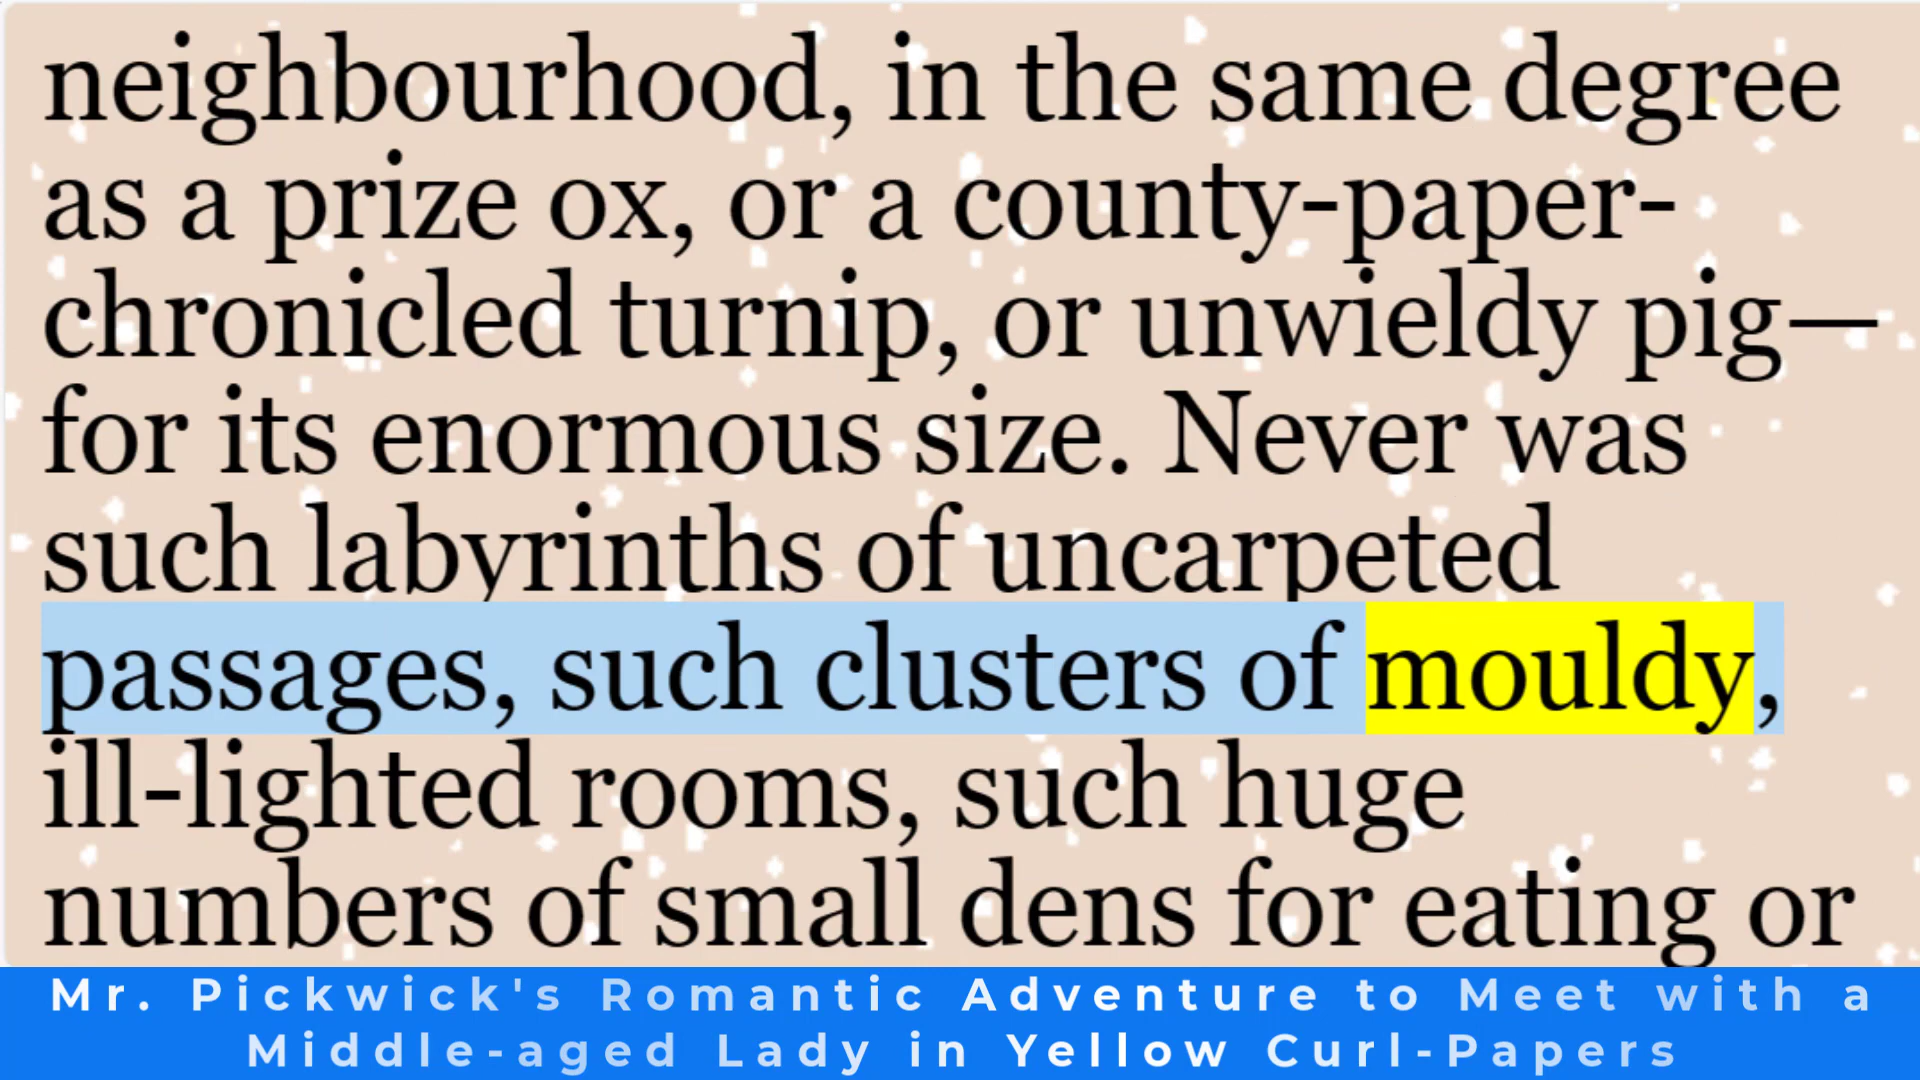 neighbourhood, in the same degree
as a prize ox, or a county-paper-
chronicled turnip, or unwieldy pig—
for its enormous size. Never was
such labyrinths of uncarpeted
passages, such clusters of mouldy,
ill-lighted rooms, such huge
numbers of small dens for eating or
Mr. Pickwick's Romantic Adventure to Meet with a
Middle-aged Lady in Yellow Curl-Papers